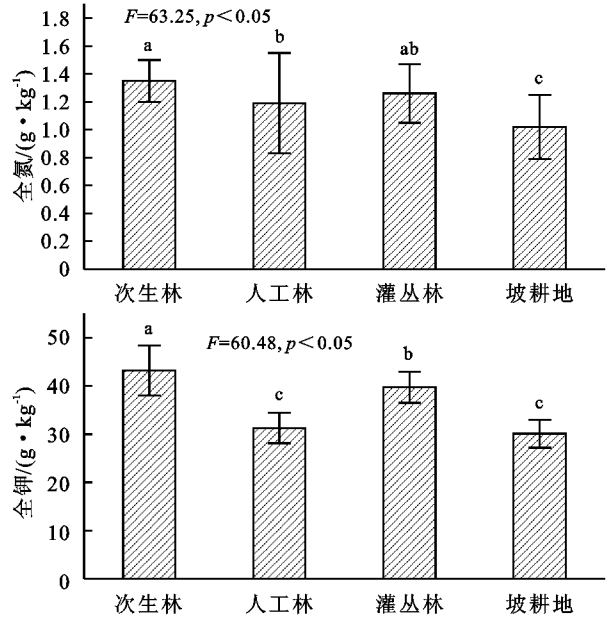 F=63.25, p<0.05
全氮/(g·kg⁻¹)
1.8
1.6
1.4
1.2
1.0
0.8
0.6
0.4
0.2
0
a
b
ab
c
次生林 人工林 灌丛林 坡耕地
F=60.48, p<0.05
全钾/(g·kg⁻¹)
50
40
30
20
10
0
a
c
b
c
次生林 人工林 灌丛林 坡耕地